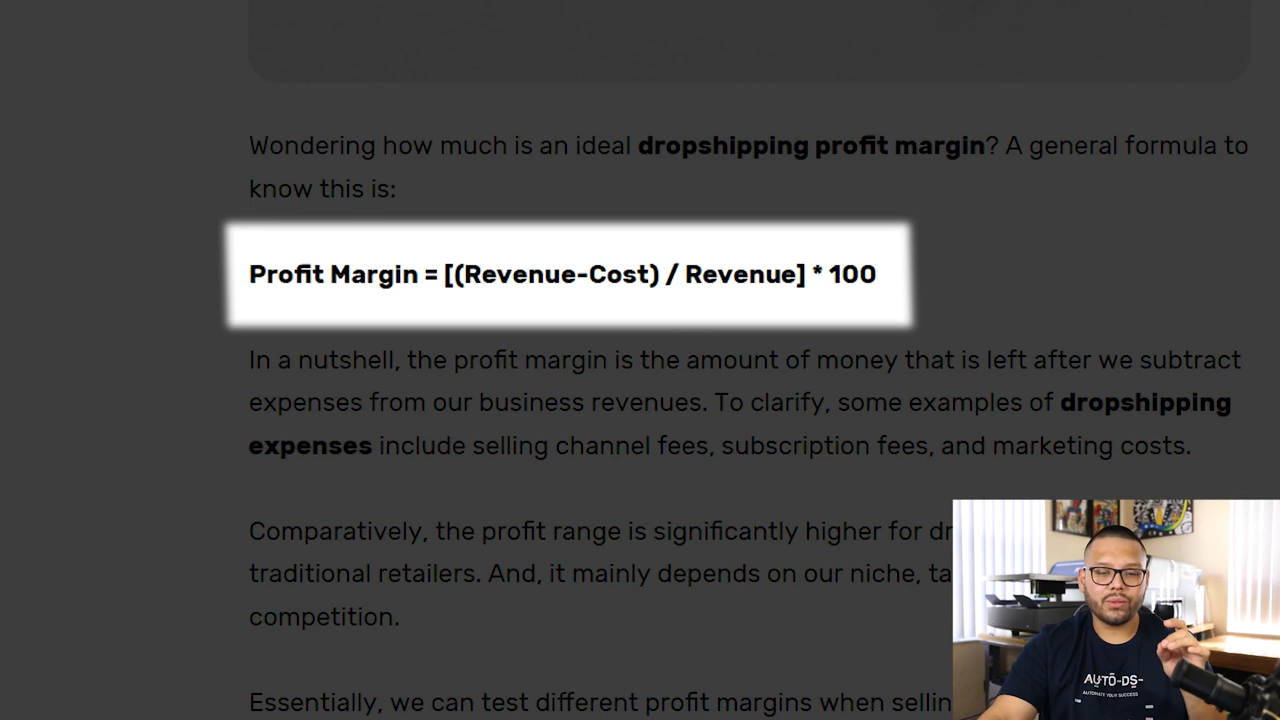 Wondering how much is an ideal dropshipping profit margin? A general formula to
know this is:
Profit Margin = [(Revenue-Cost) / Revenue] * 100
In a nutshell, the profit margin is the amount of money that is left after we subtract
expenses from our business revenues. To clarify, some examples of dropshipping
expenses include selling channel fees, subscription fees, and marketing costs.
Comparatively, the profit range is significantly higher for
traditional retailers. And, it mainly depends on our niche,
competition.
Essentially, we can test different profit margins when
AUTO-DS-
AUTOMATE YOUR SUCCESS